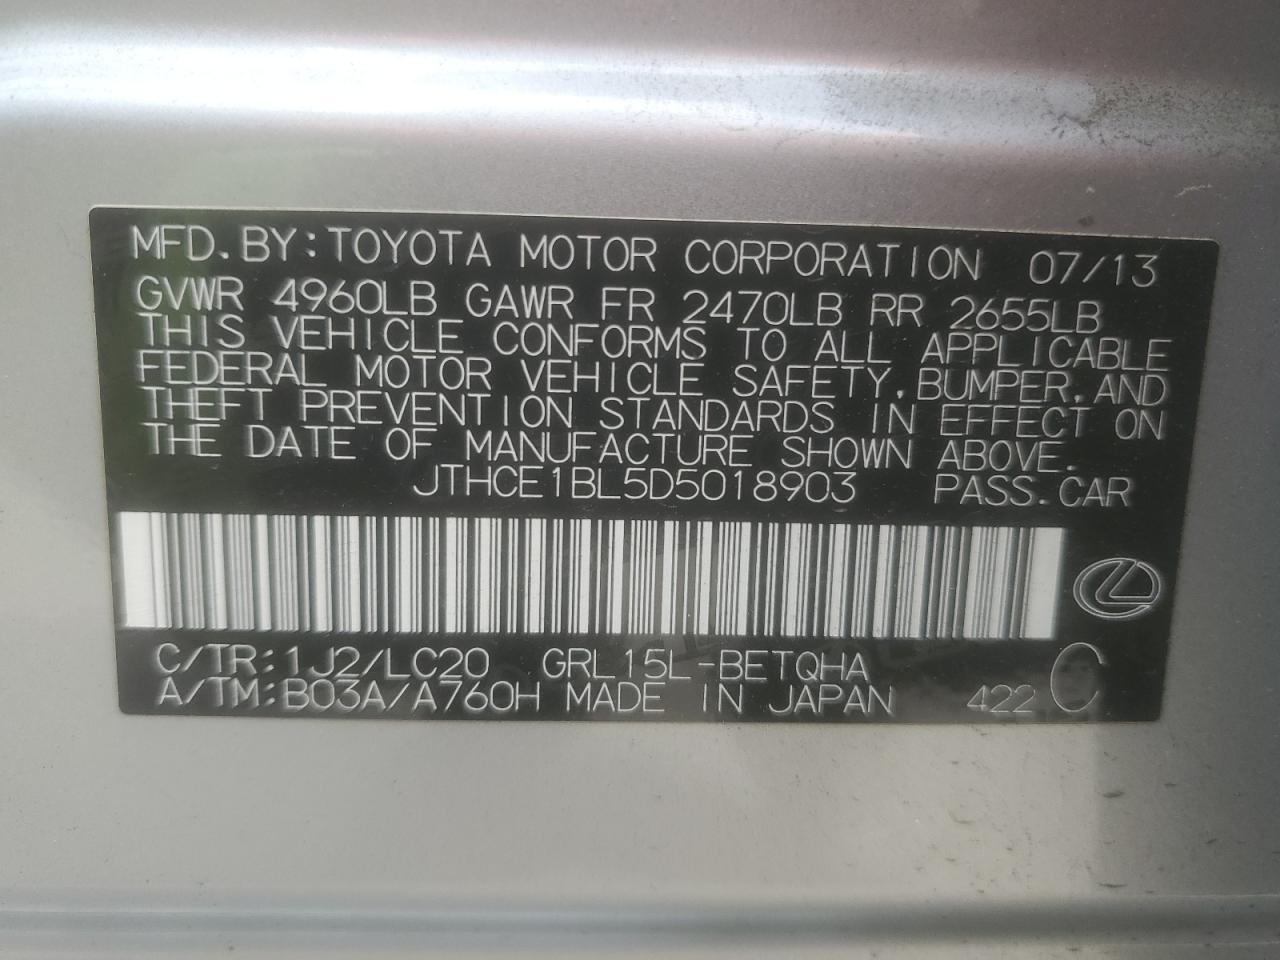 MFD.BY:TOYOTA MOTOR CORPORATION 07/13
GVWR 4960LB GAWR FR 2470LB RR 2655LB
THIS VEHICLE CONFORMS TO ALL APPLICABLE
FEDERAL MOTOR VEHICLE SAFETY,BUMPER,AND
THEFT PREVENTION STANDARDS IN EFFECT ON
THE DATE OF MANUFACTURE SHOWN ABOVE.
JTHCE1BL5D5018903 PASS.CAR
C/TR:1J2/LC20 GRL15L-BETQHA
A/TM:B03A/A760H MADE IN JAPAN 422 C